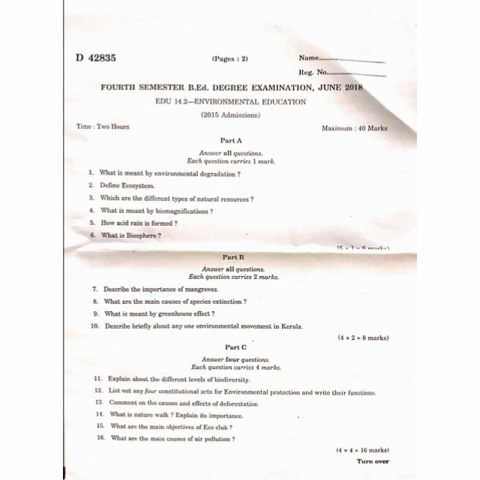 D 42835 (Pages : 2) Name........................
Reg. No.....................
FOURTH SEMESTER B.Ed. DEGREE EXAMINATION, JUNE 2018
EDU 14.2—ENVIRONMENTAL EDUCATION
(2015 Admissions)
Time : Two Hours Maximum : 40 Marks
Part A
Answer all questions.
Each question carries 1 mark.
1. What is meant by environmental degradation ?
2. Define Ecosystem.
3. Which are the different types of natural resources ?
4. What is meant by biomagnifications ?
5. How acid rain is formed ?
6. What is Biosphere ?
(6 × 1 = 6 marks)
Part B
Answer all questions.
Each question carries 2 marks.
7. Describe the importance of mangroves.
8. What are the main causes of species extinction ?
9. What is meant by greenhouse effect ?
10. Describe briefly about any one environmental movement in Kerala.
(4 × 2 = 8 marks)
Part C
Answer four questions.
Each question carries 4 marks.
11. Explain about the different levels of biodiversity.
12. List out any four constitutional acts for Environmental protection and write their functions.
13. Comment on the causes and effects of deforestation
14. What is nature walk ? Explain its importance.
15. What are the main objectives of Eco club ?
16. What are the main causes of air pollution ?
(4 × 4 = 16 marks)
Turn over